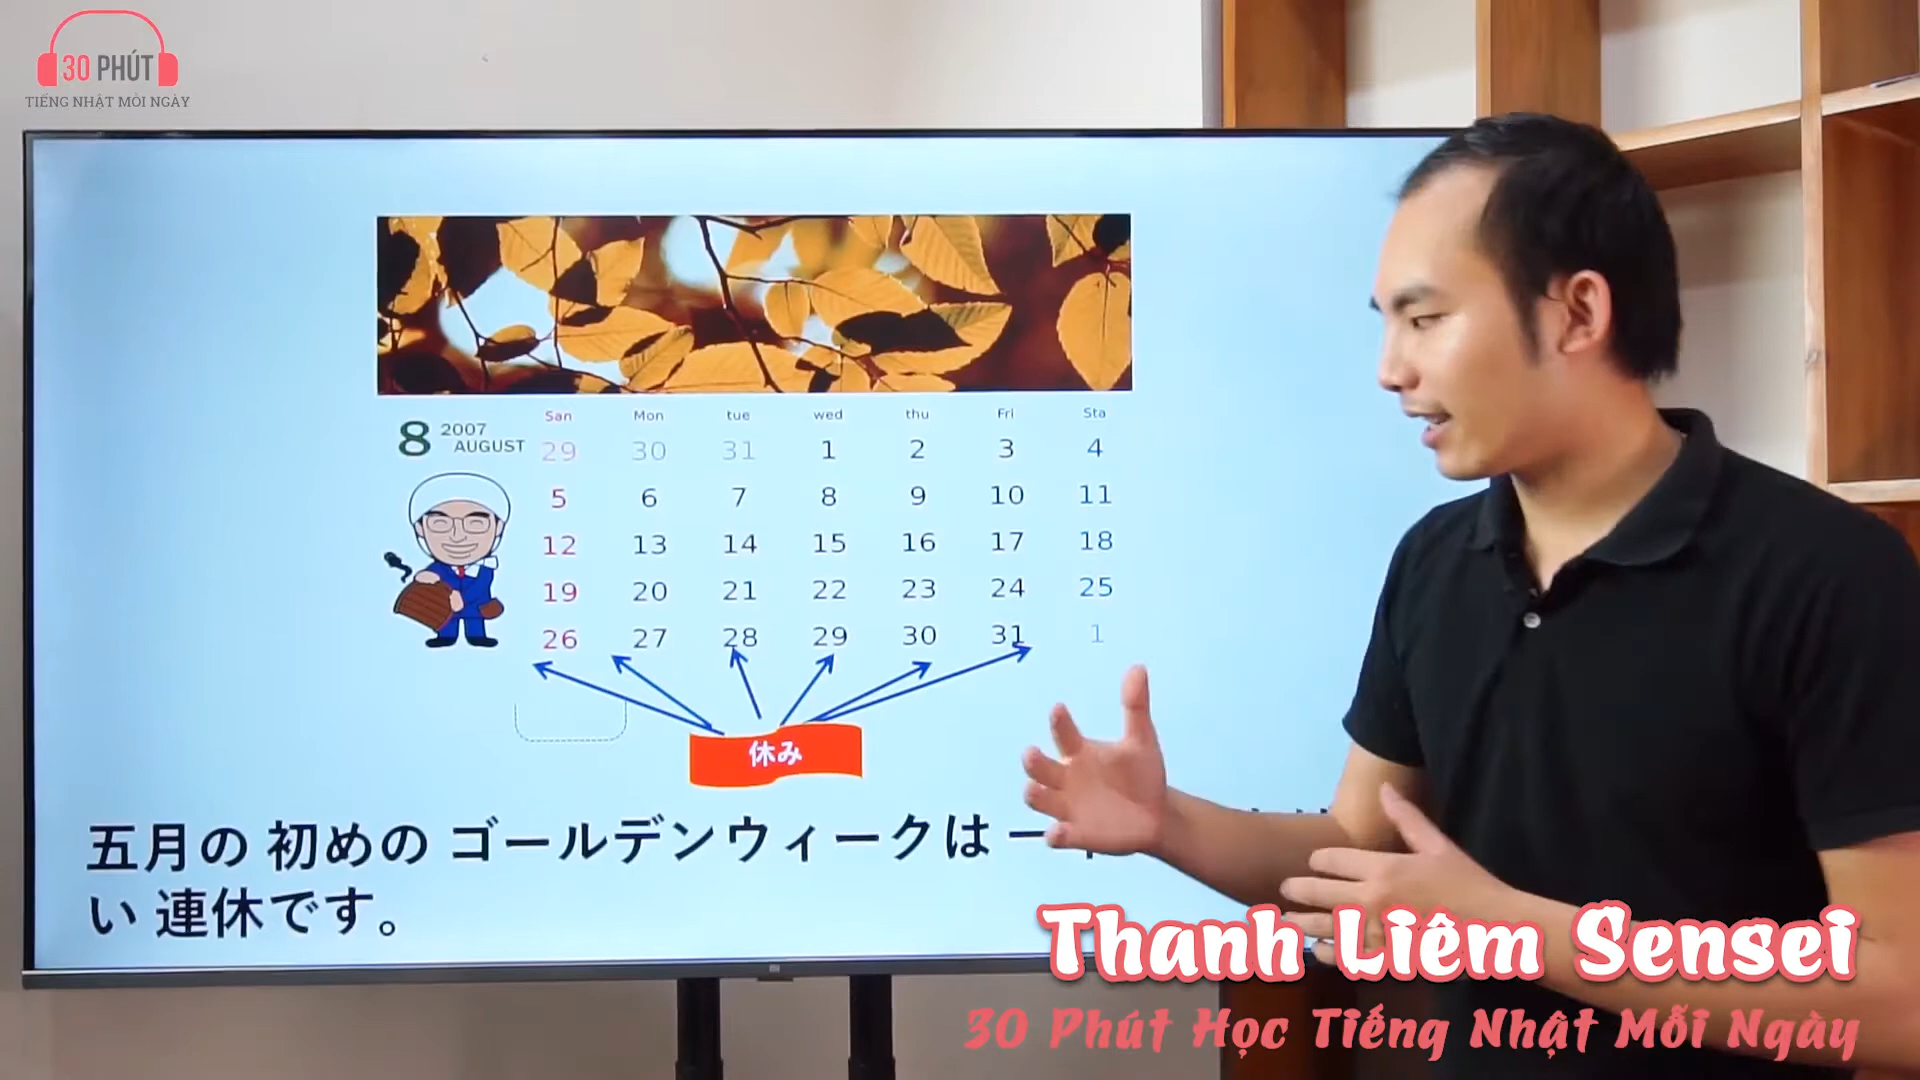 30 PHÚT
TIẾNG NHẬT MỖI NGÀY
8 2007 AUGUST
San Mon tue wed thu Fri Sta
29 30 31 1 2 3 4
5 6 7 8 9 10 11
12 13 14 15 16 17 18
19 20 21 22 23 24 25
26 27 28 29 30 31 1
休み
五月の 初めの ゴールデンウィークは 一
い 連休です。
Thanh Liêm Sensei
30 Phút Học Tiếng Nhật Mỗi Ngày